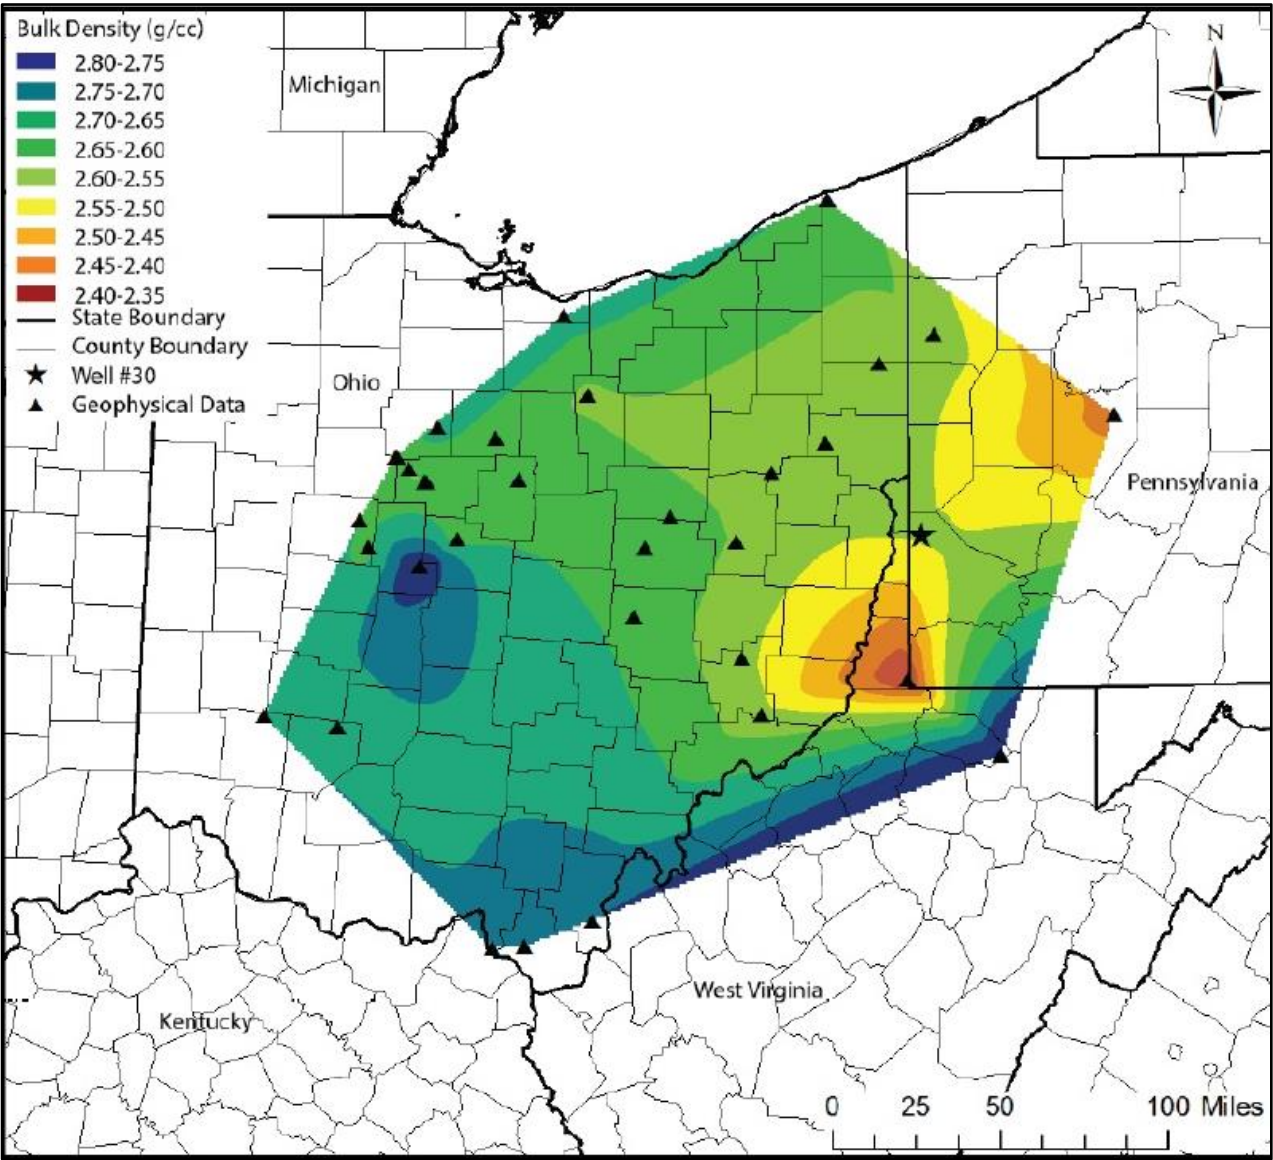 Bulk Density (g/cc)
2.80-2.75
2.75-2.70
2.70-2.65
2.65-2.60
2.60-2.55
2.55-2.50
2.50-2.45
2.45-2.40
2.40-2.35
State Boundary
County Boundary
Well #30
Geophysical Data
Michigan
N
Ohio
Pennsylvania
West Virginia
Kentucky
0 25 50 100 Miles